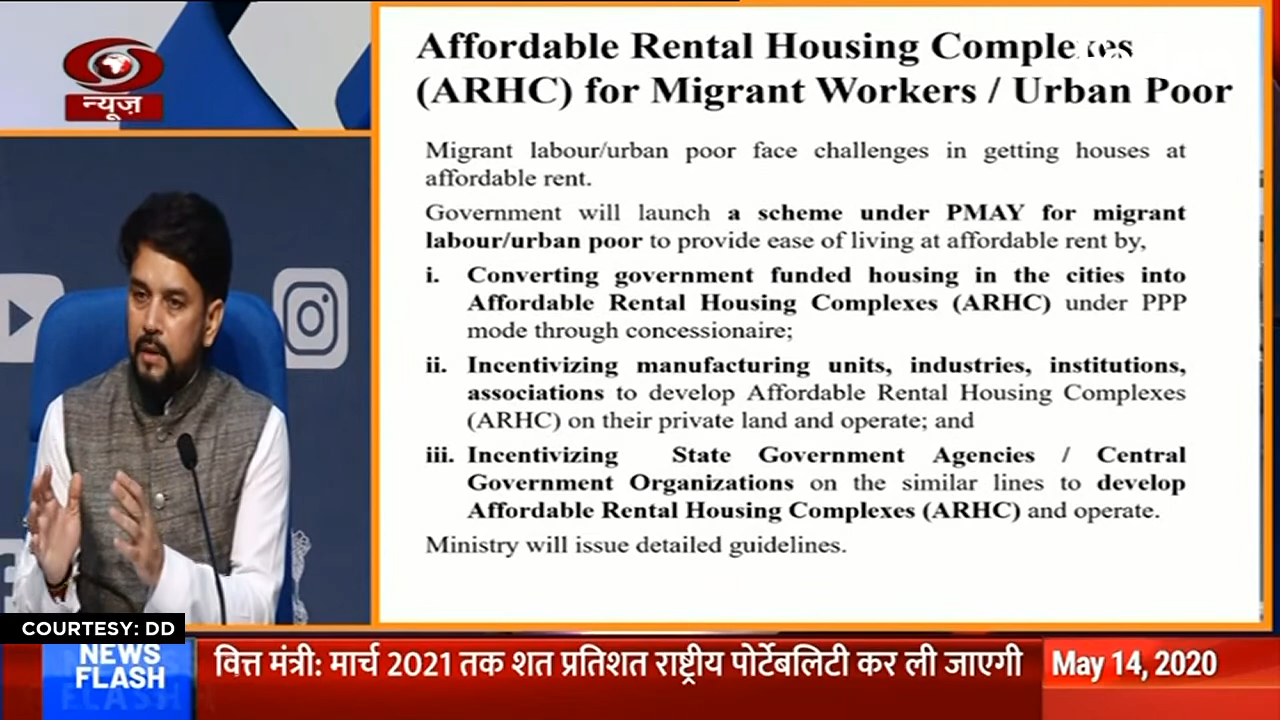 न्यूज़
Affordable Rental Housing Complexes
(ARHC) for Migrant Workers / Urban Poor
Migrant labour/urban poor face challenges in getting houses at
affordable rent.
Government will launch a scheme under PMAY for migrant
labour/urban poor to provide ease of living at affordable rent by,
i. Converting government funded housing in the cities into
Affordable Rental Housing Complexes (ARHC) under PPP
mode through concessionaire;
ii. Incentivizing manufacturing units, industries, institutions,
associations to develop Affordable Rental Housing Complexes
(ARHC) on their private land and operate; and
iii. Incentivizing State Government Agencies / Central
Government Organizations on the similar lines to develop
Affordable Rental Housing Complexes (ARHC) and operate.
Ministry will issue detailed guidelines.
COURTESY: DD
NEWS
FLASH
वित्त मंत्री: मार्च 2021 तक शत प्रतिशत राष्ट्रीय पोर्टेबलिटी कर ली जाएगी
May 14, 2020